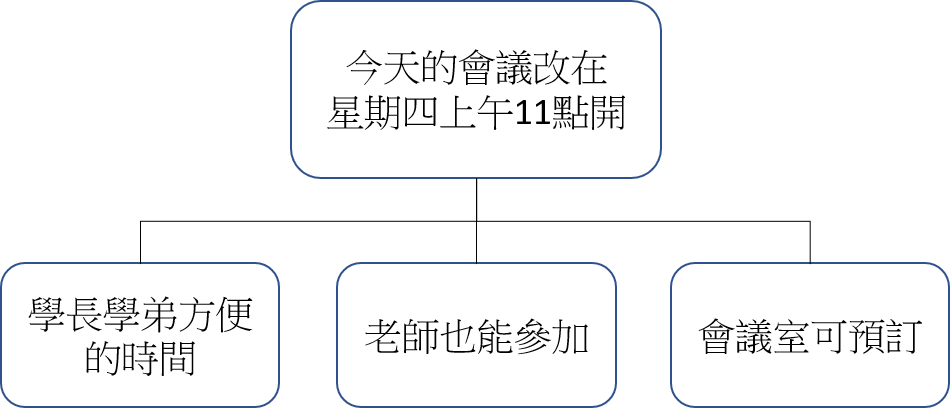 今天的會議改在
星期四上午11點開
學長學弟方便
的時間
老師也能參加
會議室可預訂